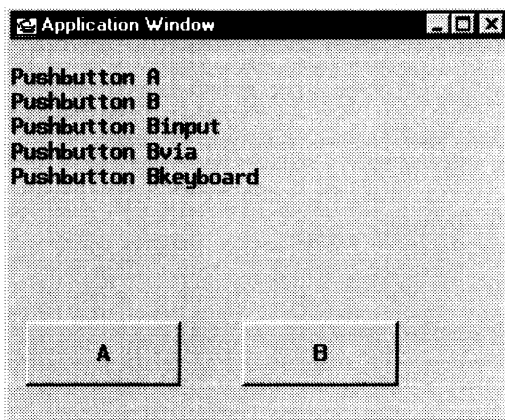 Application Window
Pushbutton A
Pushbutton B
Pushbutton Binput
Pushbutton Bvia
Pushbutton Bkeyboard
A
B